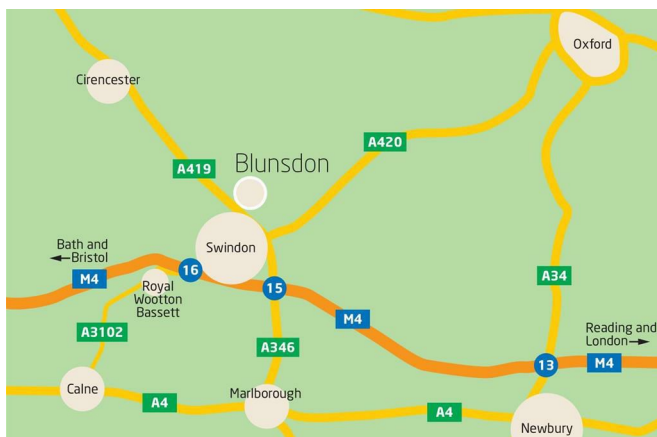 Oxford
Cirencester
A420
A419
Blunsdon
Swindon
Bath and
←Bristol
M4
16
Royal
Wootton
Bassett
15
A34
M4
A3102
A346
Reading and
London→
13
M4
Calne
A4
Marlborough
A4
Newbury